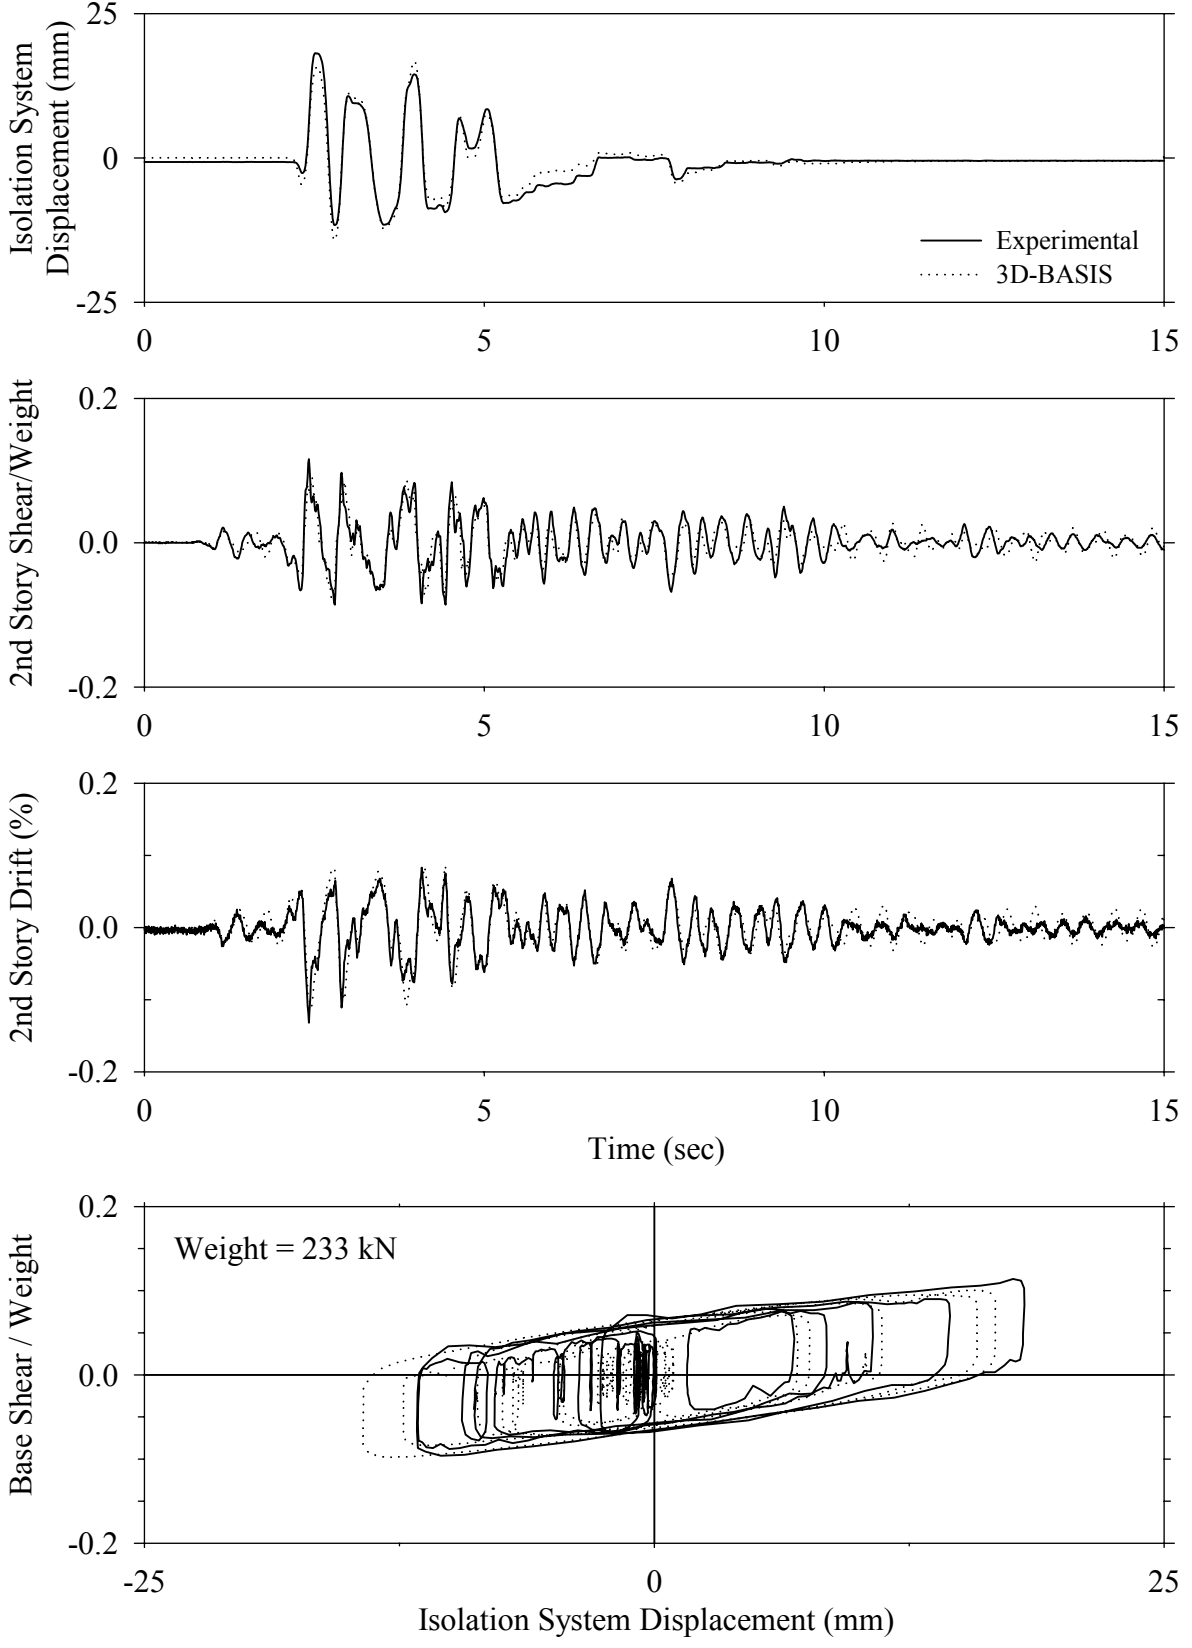 Isolation System
Displacement (mm)
25
0
-25
Experimental
3D-BASIS
0 5 10 15
2nd Story Shear/Weight
0.2
0.0
-0.2
0 5 10 15
2nd Story Drift (%)
0.2
0.0
-0.2
0 5 10 15
Time (sec)
Base Shear / Weight
0.2
0.0
-0.2
Weight = 233 kN
-25 0 25
Isolation System Displacement (mm)